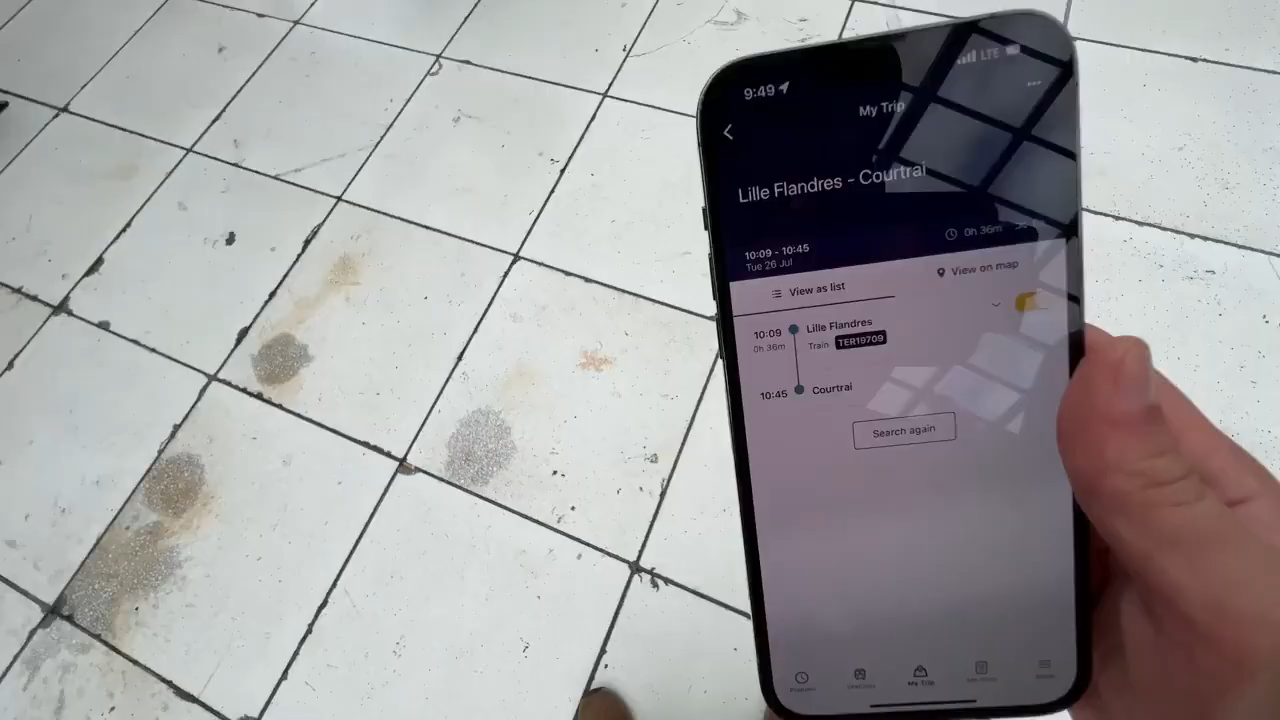 9:49
LTE
My Trip
Lille Flandres - Courtrai
10:09 - 10:45
0h 36m
Tue 26 Jul
View as list
View on map
10:09
Lille Flandres
0h 36m
Train
TER19709
10:45
Courtrai
Search again
My Trip